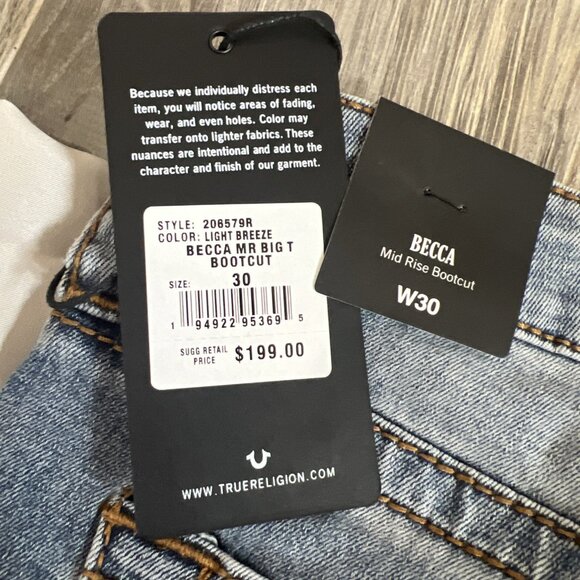 Because we individually distress each
item, you will notice areas of fading,
wear, and even holes. Color may
transfer onto lighter fabrics. These
nuances are intentional and add to the
character and finish of our garment.
STYLE: 206579R
COLOR: LIGHT BREEZE
BECCA MR BIG T
BOOTCUT
SIZE: 30
1 94922 95369 5
SUGG RETAIL
PRICE $199.00
WWW.TRUERELIGION.COM
BECCA
Mid Rise Bootcut
W30